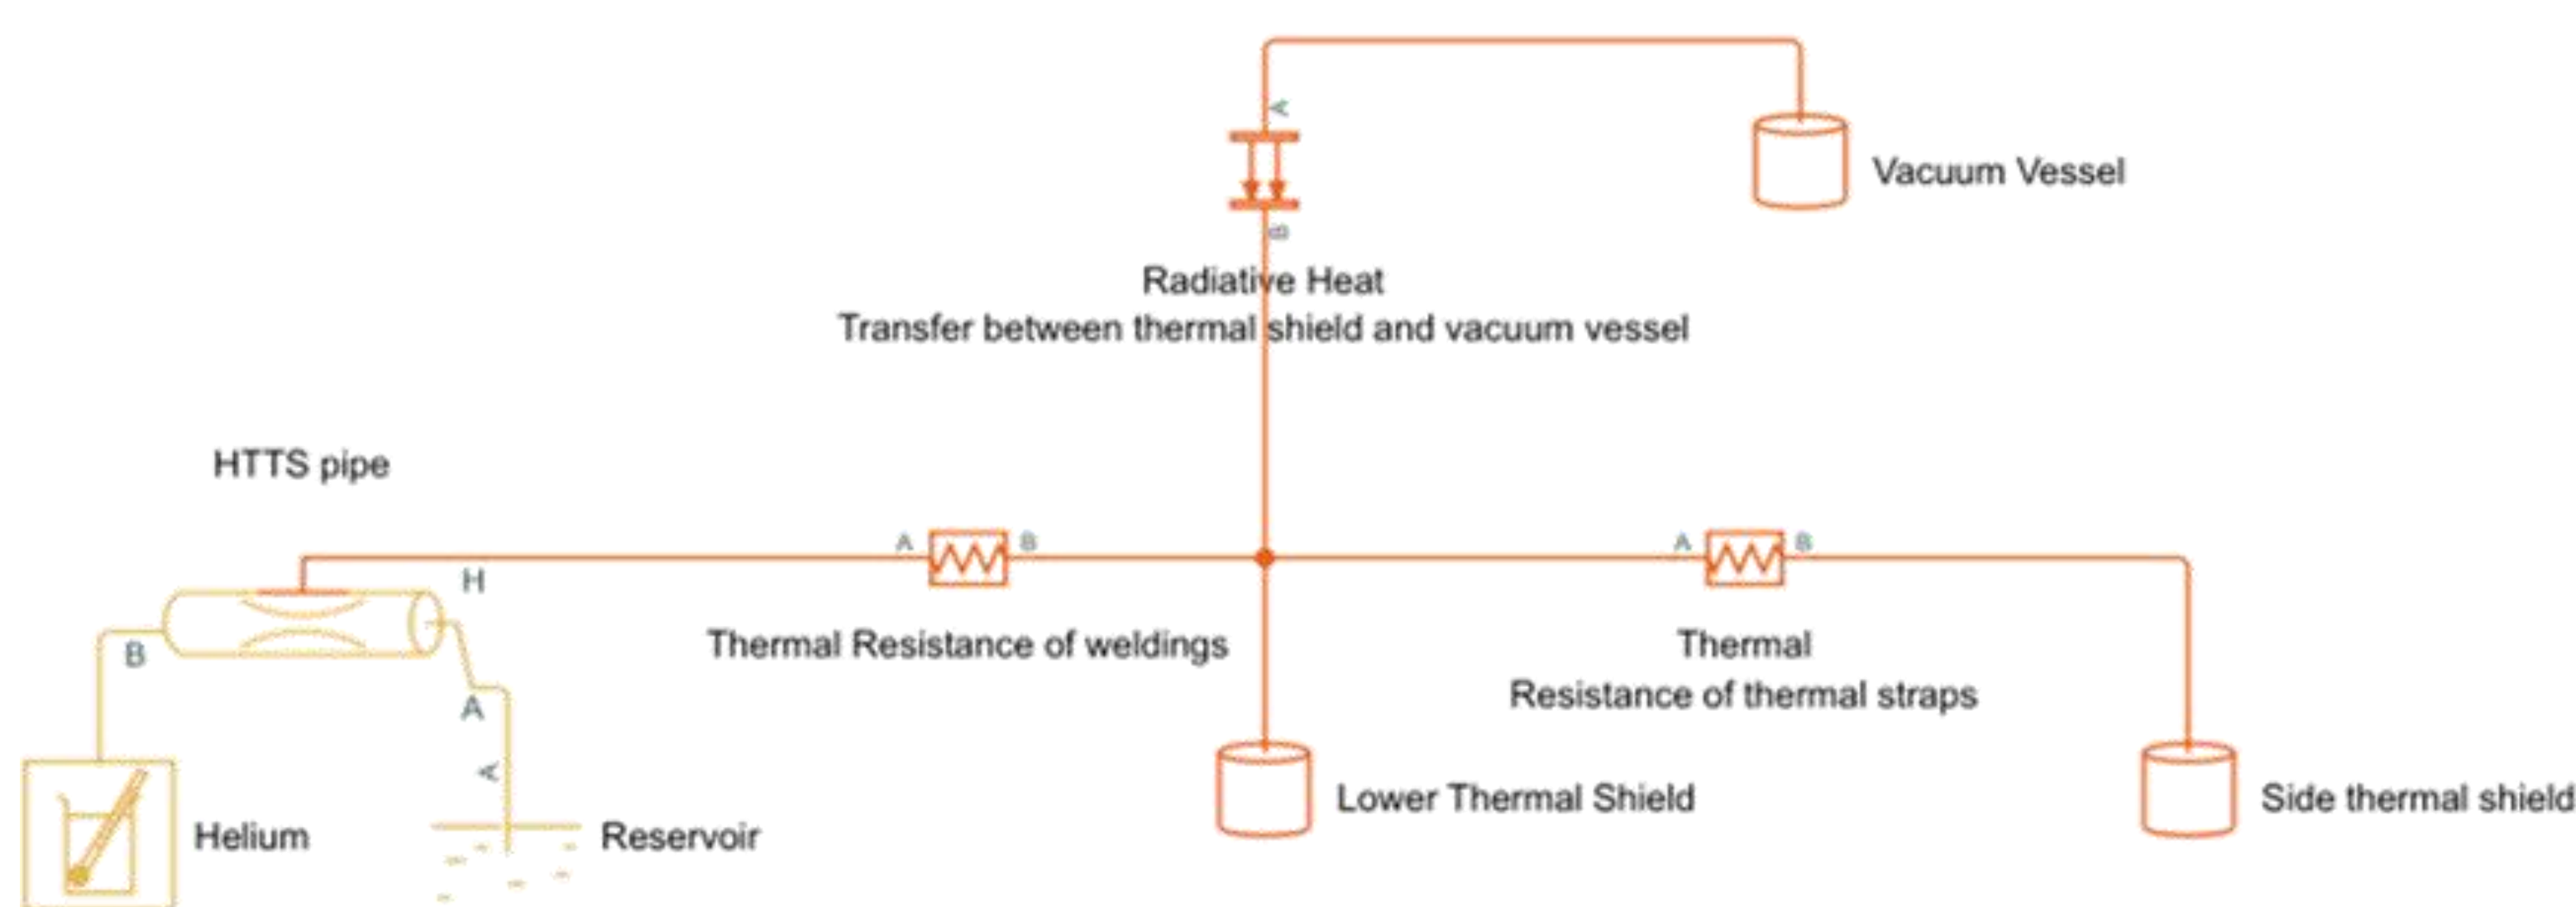 A
Vacuum Vessel
B
Radiative Heat
Transfer between thermal shield and vacuum vessel
HTTS pipe
A B
A B
H
B
Thermal Resistance of weldings
Thermal
Resistance of thermal straps
A
A
Helium
Reservoir
Lower Thermal Shield
Side thermal shield